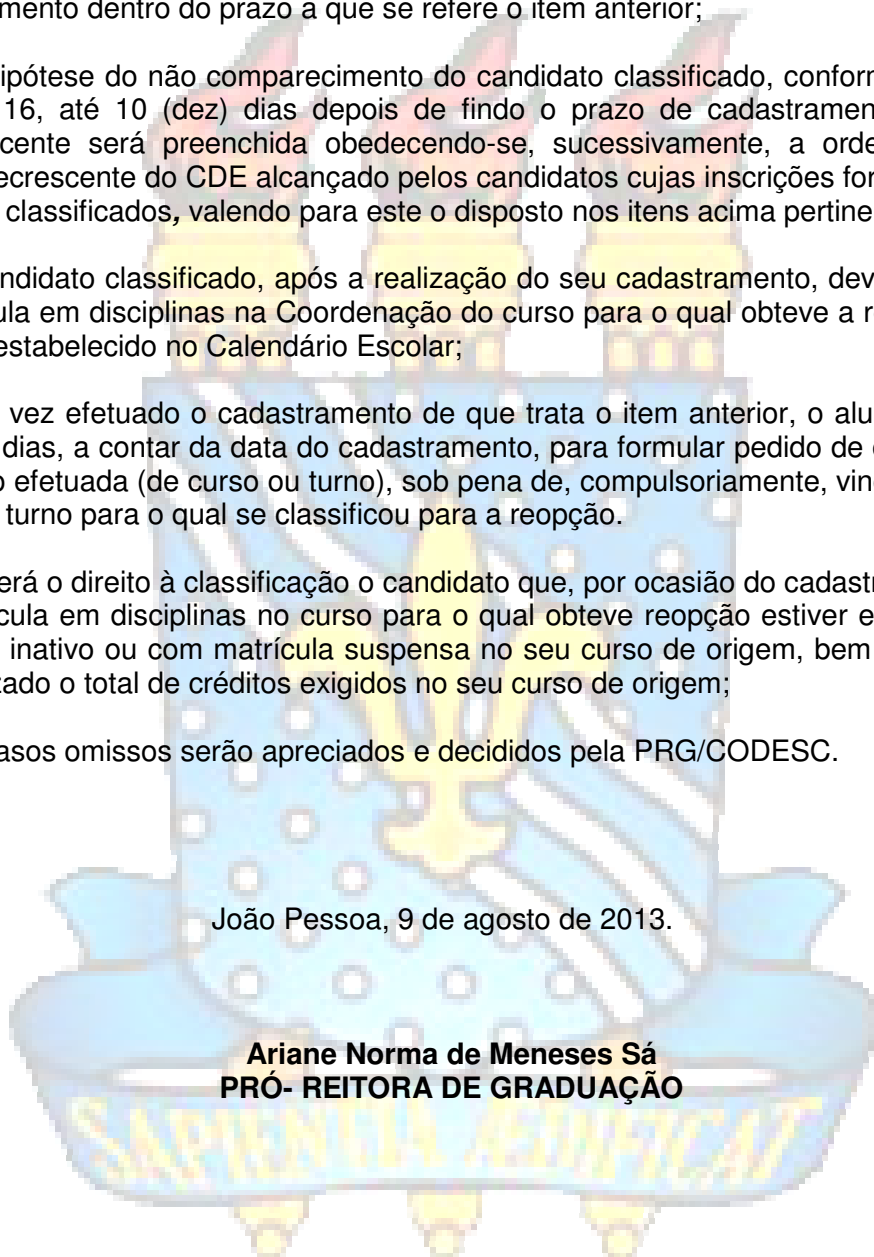 mento dentro do prazo a que se refere o item anterior;
ipótese do não comparecimento do candidato classificado, conforn
16, até 10 (dez) dias depois de findo o prazo de cadastramen
cente será preenchida obedecendo-se, sucessivamente, a orde
ecrescente do CDE alcançado pelos candidatos cujas inscrições for
classificados, valendo para este o disposto nos itens acima pertine
ndidato classificado, após a realização do seu cadastramento, dev
ula em disciplinas na Coordenação do curso para o qual obteve a r
estabelecido no Calendário Escolar;
vez efetuado o cadastramento de que trata o item anterior, o alu
dias, a contar da data do cadastramento, para formular pedido de
o efetuada (de curso ou turno), sob pena de, compulsoriamente, vin
turno para o qual se classificou para a reopção.
erá o direito à classificação o candidato que, por ocasião do cadast
cula em disciplinas no curso para o qual obteve reopção estiver e
inativo ou com matrícula suspensa no seu curso de origem, bem
zado o total de créditos exigidos no seu curso de origem;
asos omissos serão apreciados e decididos pela PRG/CODESC.
João Pessoa, 9 de agosto de 2013.
Ariane Norma de Meneses Sá
PRÓ- REITORA DE GRADUAÇÃO
SAPIENTIA ÆDIFICAT